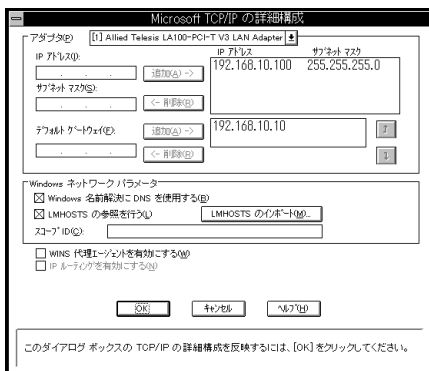 Microsoft TCP/IP の詳細構成
アダプタ(P) [1] Allied Telesis LA100-PCI-T V3 LAN Adapter
IP アドレス(I):
IP アドレス サブネット マスク
追加(A) ->
192.168.10.100 255.255.255.0
サブネット マスク(S):
<- 削除(R)
デフォルト ゲートウェイ(F):
追加(A) ->
192.168.10.10
<- 削除(R)
Windows ネットワーク パラメータ
Windows 名前解決に DNS を使用する(B)
LMHOSTS の参照を行う(L) LMHOSTS のインポート(M)...
スコープ ID(C):
WINS 代理エージェントを有効にする(W)
IP ルーティングを有効にする(N)
OK キャンセル ヘルプ(H)
このダイアログ ボックスの TCP/IP の詳細構成を反映するには、[OK] をクリックしてください。